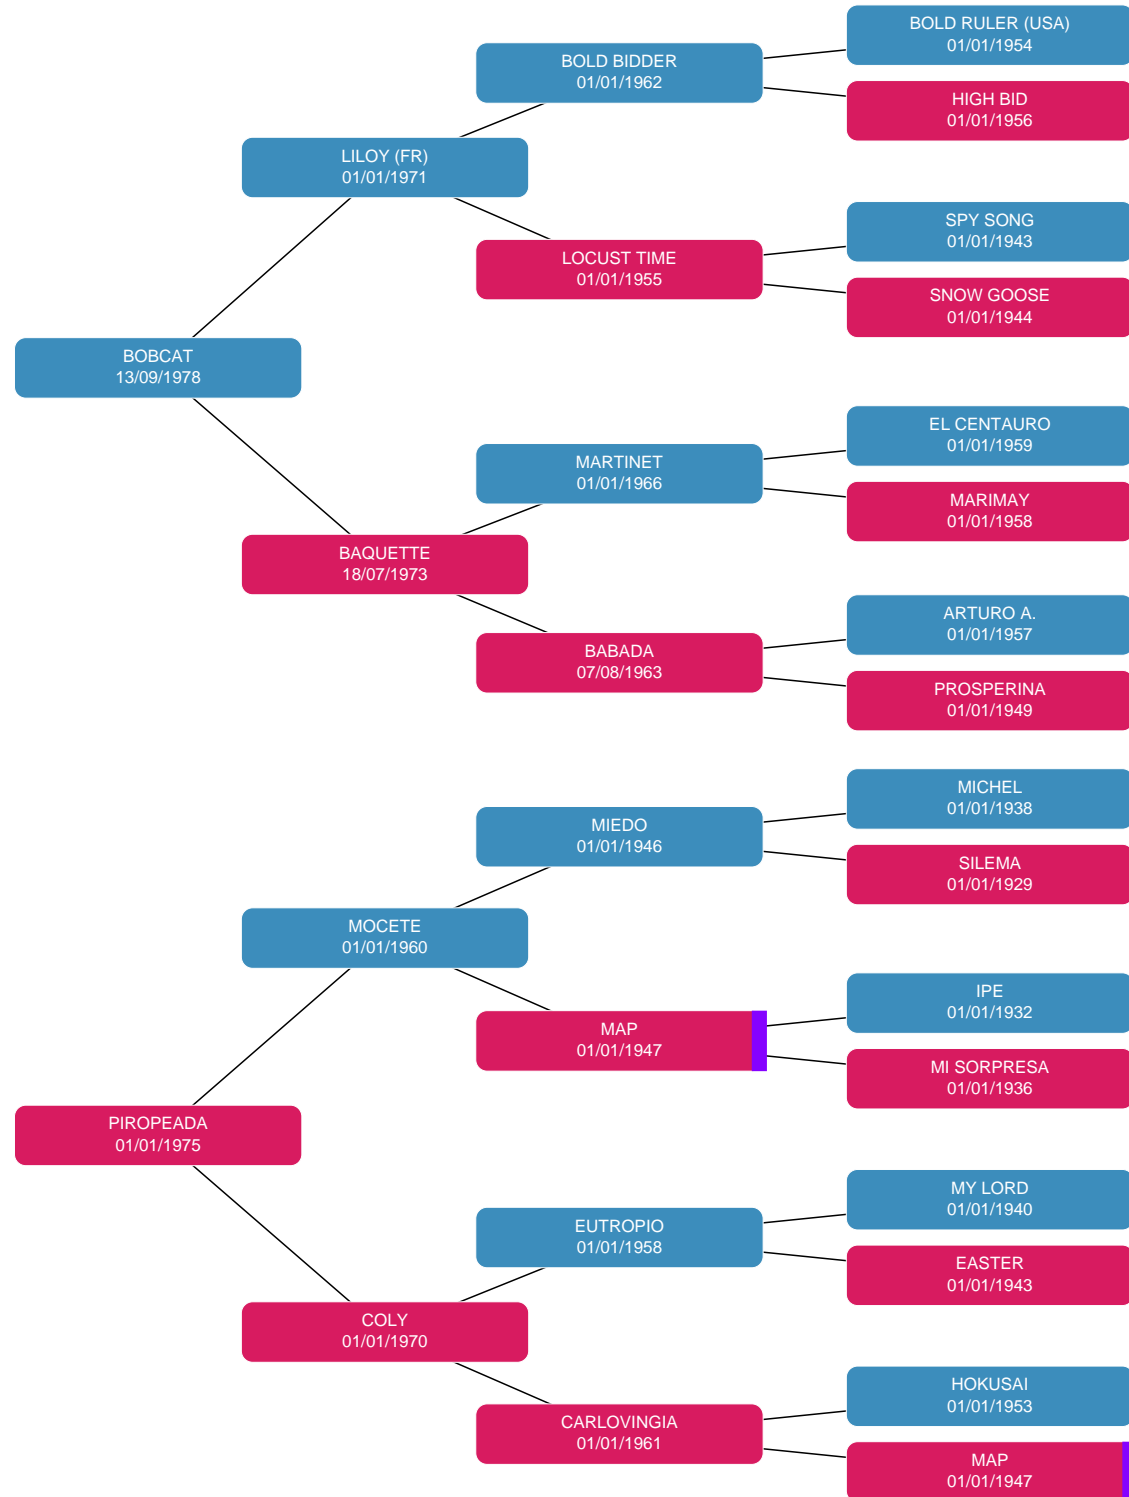 BOLD RULER (USA)
01/01/1954
BOLD BIDDER
01/01/1962
HIGH BID
01/01/1956
LILOY (FR)
01/01/1971
SPY SONG
01/01/1943
LOCUST TIME
01/01/1955
SNOW GOOSE
01/01/1944
BOBCAT
13/09/1978
EL CENTAURO
01/01/1959
MARTINET
01/01/1966
MARIMAY
01/01/1958
BAQUETTE
18/07/1973
ARTURO A.
01/01/1957
BABADA
07/08/1963
PROSPERINA
01/01/1949
MICHEL
01/01/1938
MIEDO
01/01/1946
SILEMA
01/01/1929
MOCETE
01/01/1960
IPE
01/01/1932
MAP
01/01/1947
MI SORPRESA
01/01/1936
PIROPEADA
01/01/1975
MY LORD
01/01/1940
EUTROPIO
01/01/1958
EASTER
01/01/1943
COLY
01/01/1970
HOKUSAI
01/01/1953
CARLOVINGIA
01/01/1961
MAP
01/01/1947